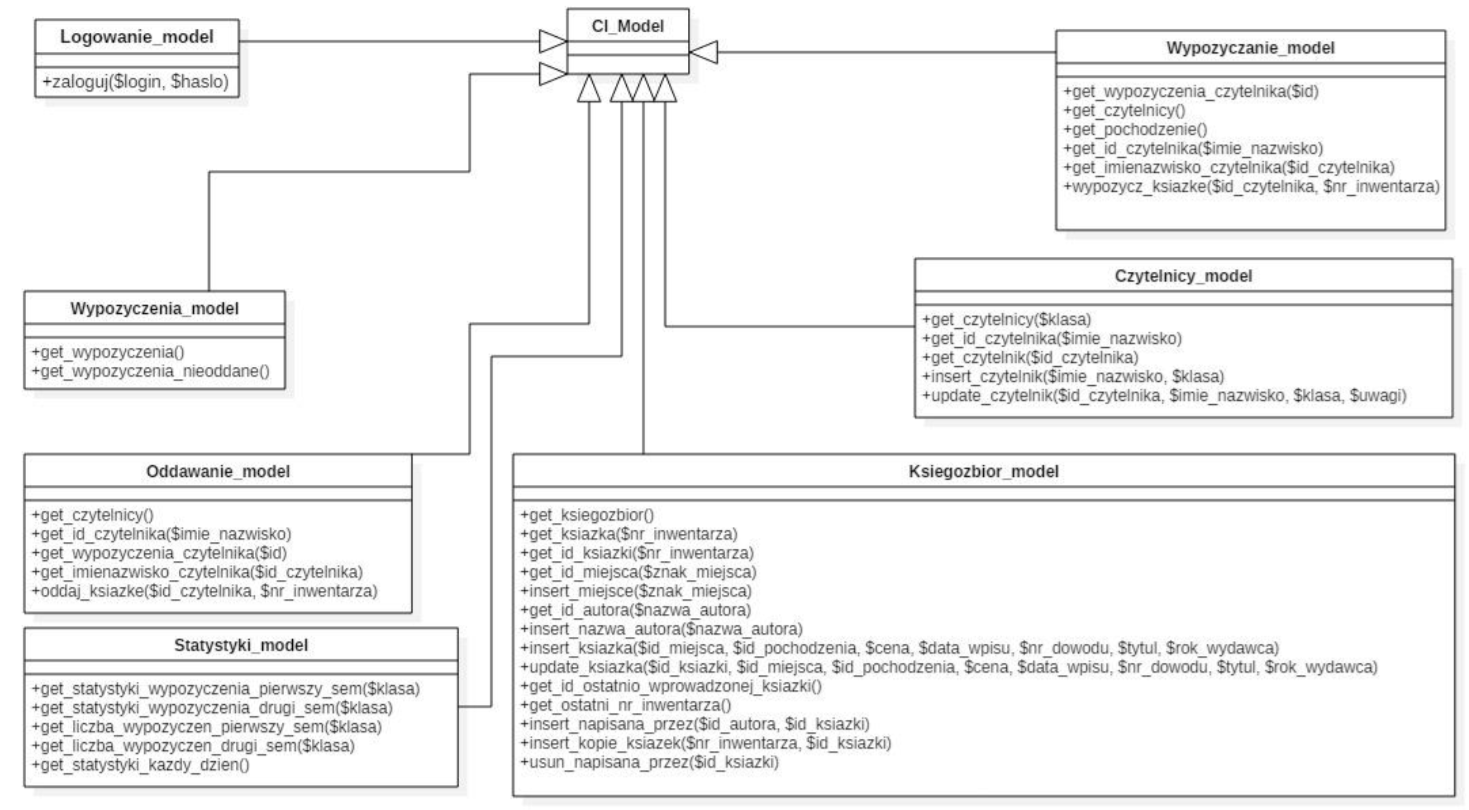 CI_Model
Logowanie_model
+zaloguj($login, $haslo)
Wypozyczanie_model
+get_wypozyczenia_czytelnika($id)
+get_czytelnicy()
+get_pochodzenie()
+get_id_czytelnika($imie_nazwisko)
+get_imienazwisko_czytelnika($id_czytelnika)
+wypozycz_ksiazke($id_czytelnika, $nr_inwentarza)
Wypozyczenia_model
+get_wypozyczenia()
+get_wypozyczenia_nieoddane()
Czytelnicy_model
+get_czytelnicy($klasa)
+get_id_czytelnika($imie_nazwisko)
+get_czytelnik($id_czytelnika)
+insert_czytelnik($imie_nazwisko, $klasa)
+update_czytelnik($id_czytelnika, $imie_nazwisko, $klasa, $uwagi)
Oddawanie_model
+get_czytelnicy()
+get_id_czytelnika($imie_nazwisko)
+get_wypozyczenia_czytelnika($id)
+get_imienazwisko_czytelnika($id_czytelnika)
+oddaj_ksiazke($id_czytelnika, $nr_inwentarza)
Statystyki_model
+get_statystyki_wypozyczenia_pierwszy_sem($klasa)
+get_statystyki_wypozyczenia_drugi_sem($klasa)
+get_liczba_wypozyczen_pierwszy_sem($klasa)
+get_liczba_wypozyczen_drugi_sem($klasa)
+get_statystyki_kazdy_dzien()
Ksiegozbior_model
+get_ksiegozbior()
+get_ksiazka($nr_inwentarza)
+get_id_ksiazki($nr_inwentarza)
+get_id_miejsca($znak_miejsca)
+insert_miejsce($znak_miejsca)
+get_id_autora($nazwa_autora)
+insert_nazwa_autora($nazwa_autora)
+insert_ksiazka($id_miejsca, $id_pochodzenia, $cena, $data_wpisu, $nr_dowodu, $tytul, $rok_wydawca)
+update_ksiazka($id_ksiazki, $id_miejsca, $id_pochodzenia, $cena, $data_wpisu, $nr_dowodu, $tytul, $rok_wydawca)
+get_id_ostatnio_wprowadzonej_ksiazki()
+get_ostatni_nr_inwentarza()
+insert_napisana_przez($id_autora, $id_ksiazki)
+insert_kopie_ksiazek($nr_inwentarza, $id_ksiazki)
+usun_napisana_przez($id_ksiazki)